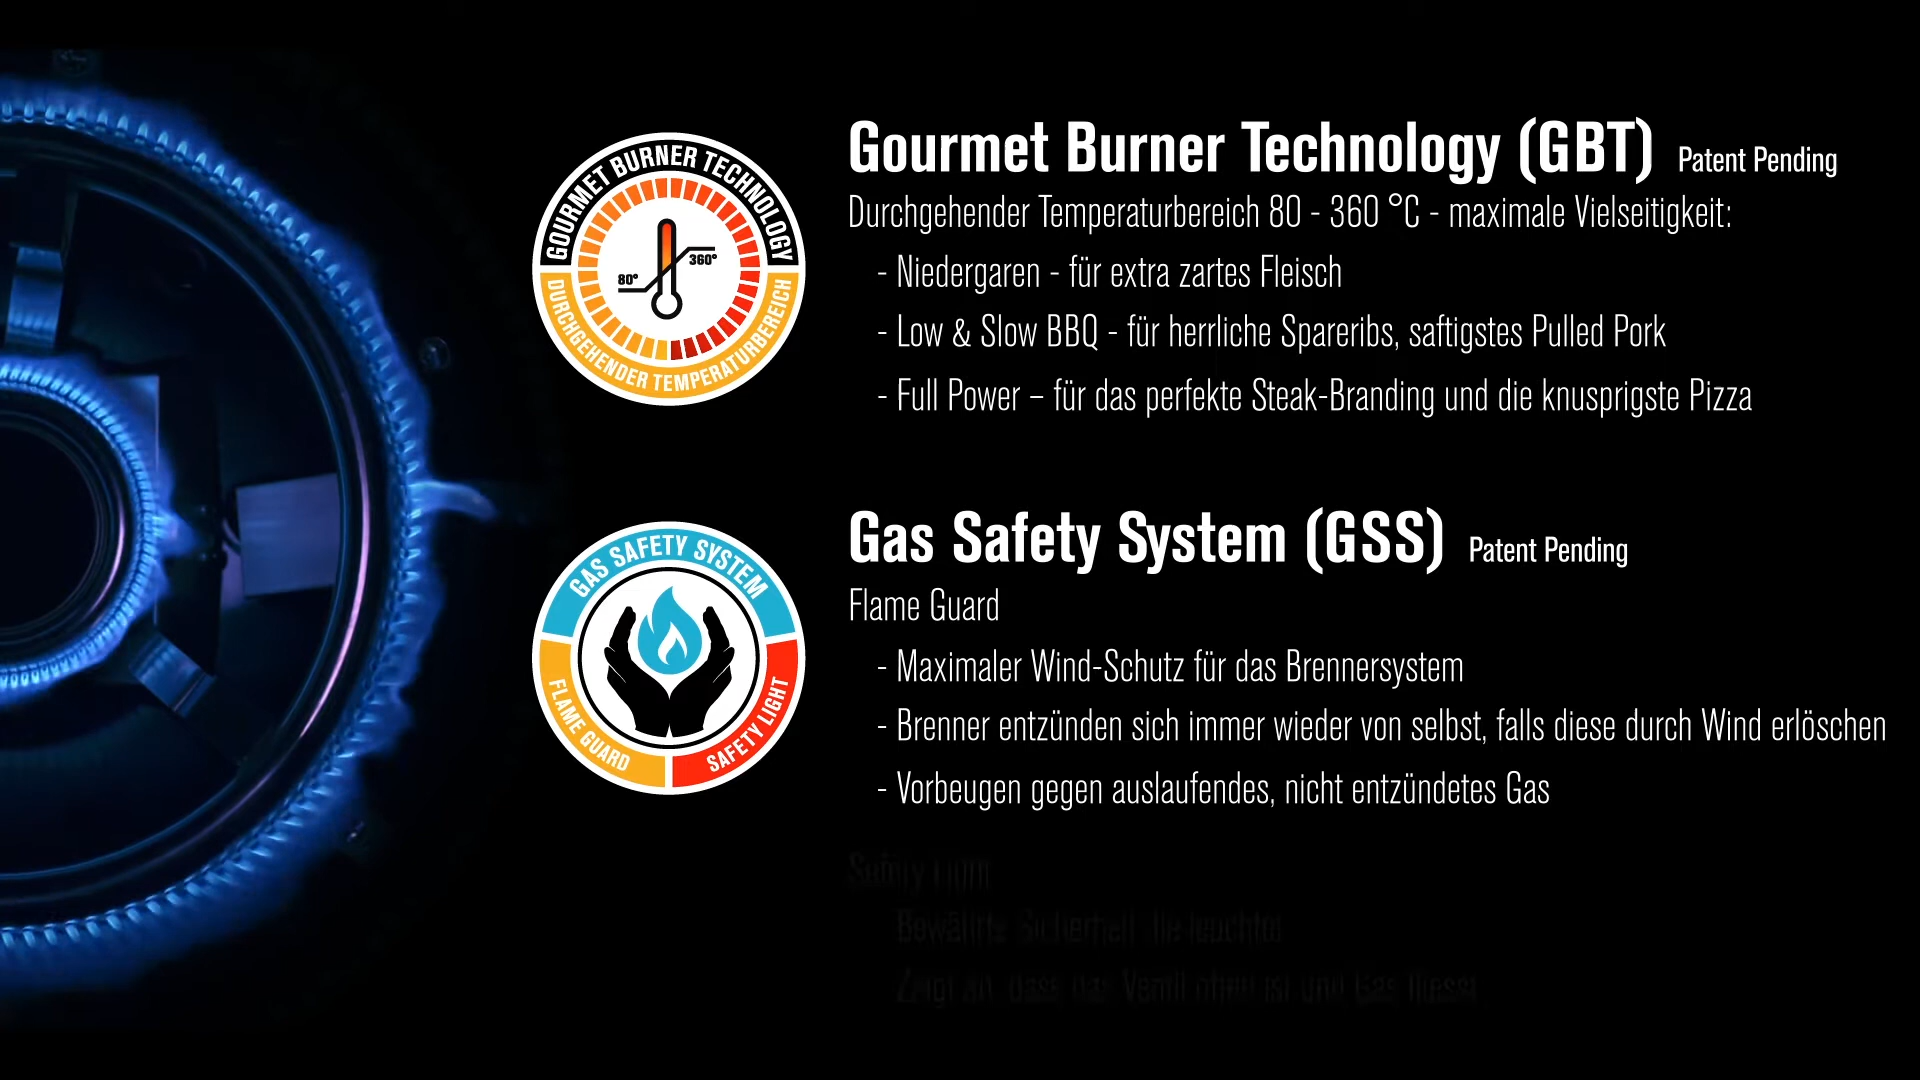 GOURMET BURNER TECHNOLOGY
80°
360°
DURCHGEHENDER TEMPERATURBEREICH
Gourmet Burner Technology (GBT) Patent Pending
Durchgehender Temperaturbereich 80 - 360 °C - maximale Vielseitigkeit:
- Niedergaren - für extra zartes Fleisch
- Low & Slow BBQ - für herrliche Spareribs, saftigstes Pulled Pork
- Full Power – für das perfekte Steak-Branding und die knusprigste Pizza
GAS SAFETY SYSTEM
FLAME GUARD
SAFETY LIGHT
Gas Safety System (GSS) Patent Pending
Flame Guard
- Maximaler Wind-Schutz für das Brennersystem
- Brenner entzünden sich immer wieder von selbst, falls diese durch Wind erlöschen
- Vorbeugen gegen auslaufendes, nicht entzündetes Gas